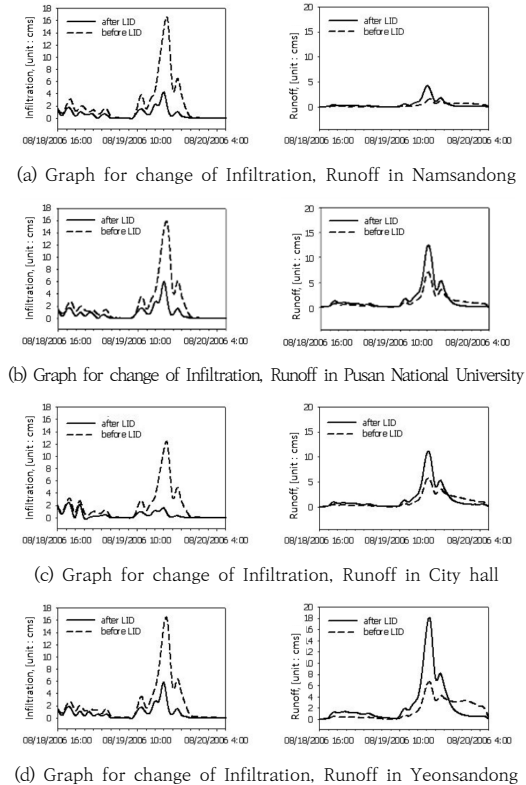 Infiltration, [unit : cms]
18
16
14
12
10
8
6
4
2
0
after LID
before LID
08/18/2006 16:00 08/19/2006 10:00 08/20/2006 4:00
Runoff, [unit : cms]
20
15
10
5
0
after LID
before LID
08/18/2006 16:00 08/19/2006 10:00 08/20/2006 4:00
(a) Graph for change of Infiltration, Runoff in Namsandong
Infiltration, [unit : cms]
18
16
14
12
10
8
6
4
2
0
after LID
before LID
08/18/2006 16:00 08/19/2006 10:00 08/20/2006 4:00
Runoff, [unit : cms]
20
15
10
5
0
after LID
before LID
08/18/2006 16:00 08/19/2006 10:00 08/20/2006 4:00
(b) Graph for change of Infiltration, Runoff in Pusan National University
Infiltration, [unit : cms]
18
16
14
12
10
8
6
4
2
0
after LID
before LID
08/18/2006 16:00 08/19/2006 10:00 08/20/2006 4:00
Runoff, [unit : cms]
20
15
10
5
0
after LID
before LID
08/18/2006 16:00 08/19/2006 10:00 08/20/2006 4:00
(c) Graph for change of Infiltration, Runoff in City hall
Infiltration, [unit : cms]
18
16
14
12
10
8
6
4
2
0
after LID
before LID
08/18/2006 16:00 08/19/2006 10:00 08/20/2006 4:00
Runoff, [unit : cms]
20
18
16
14
12
10
8
6
4
2
0
after LID
before LID
08/18/2006 16:00 08/19/2006 10:00 08/20/2006 4:00
(d) Graph for change of Infiltration, Runoff in Yeonsandong